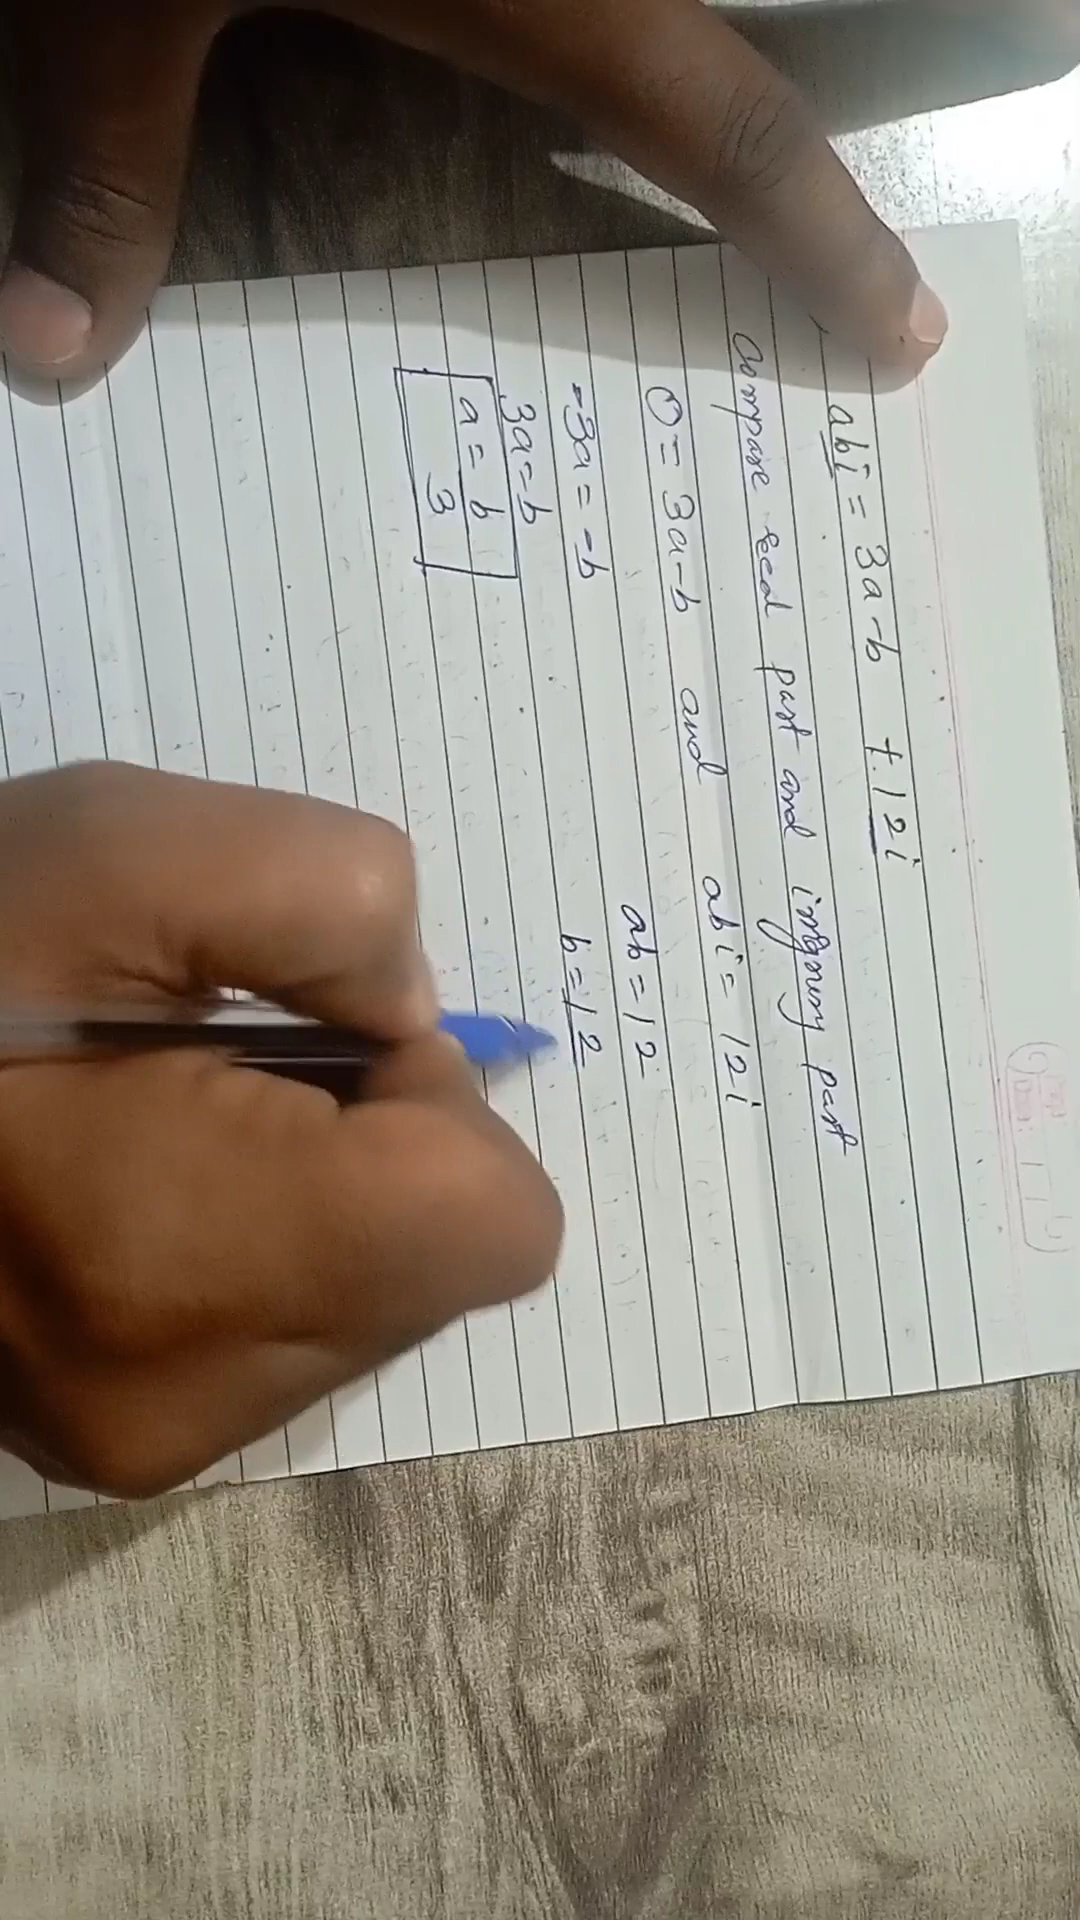 abi = 3a-b + 12i
Compare real part and imgnory part
0 = 3a-b and abi = 12i
ab = 12
-3a = -b
b = 12
3a = b
a = b
3